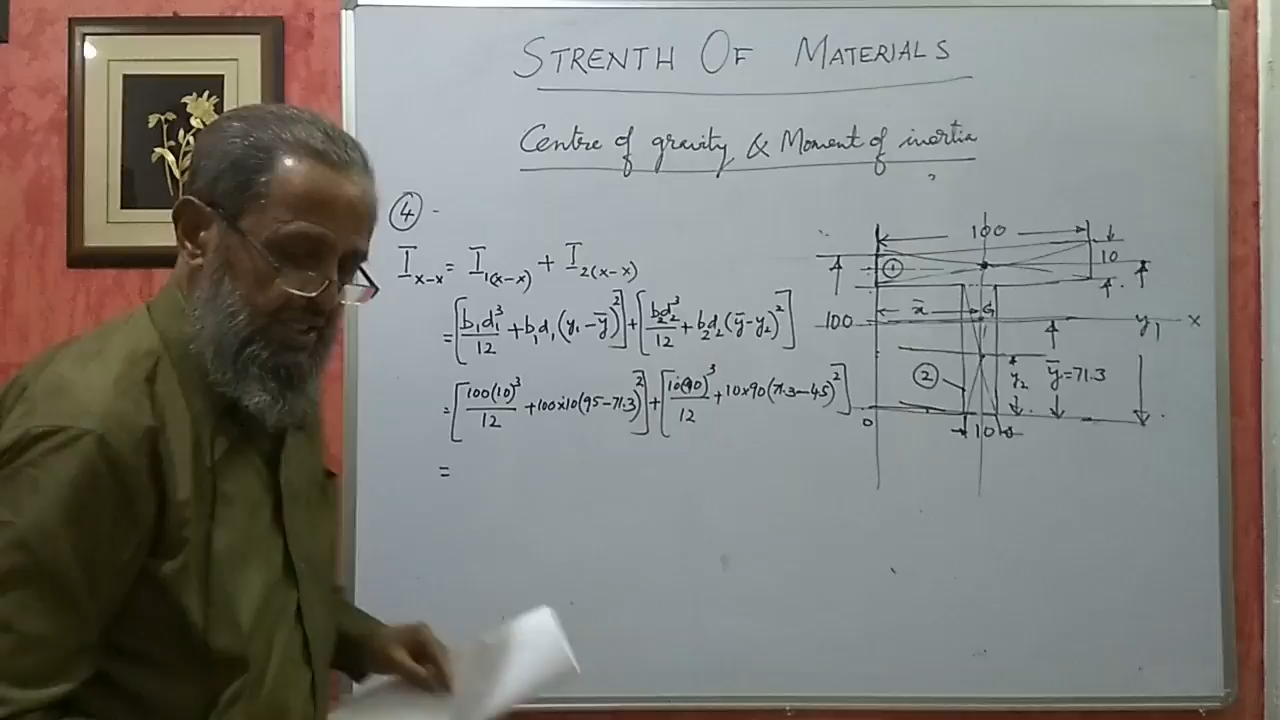 STRENTH OF MATERIALS
Centre of gravity & Moment of inertia
④ -
I̅x-x = I̅1(x-x) + I̅2(x-x)
= [b₁d₁³/12 + b₁d₁(y₁-y̅)²] + [b₂d₂³/12 + b₂d₂(y̅-y₂)²]
= [100(10)³/12 + 100×10(95-71.3)²] + [10(90)³/12 + 10×90(71.3-45)²]
=
100
10
①
x̅
G
100
y₁
x
②
y₂
y̅=71.3
0
10